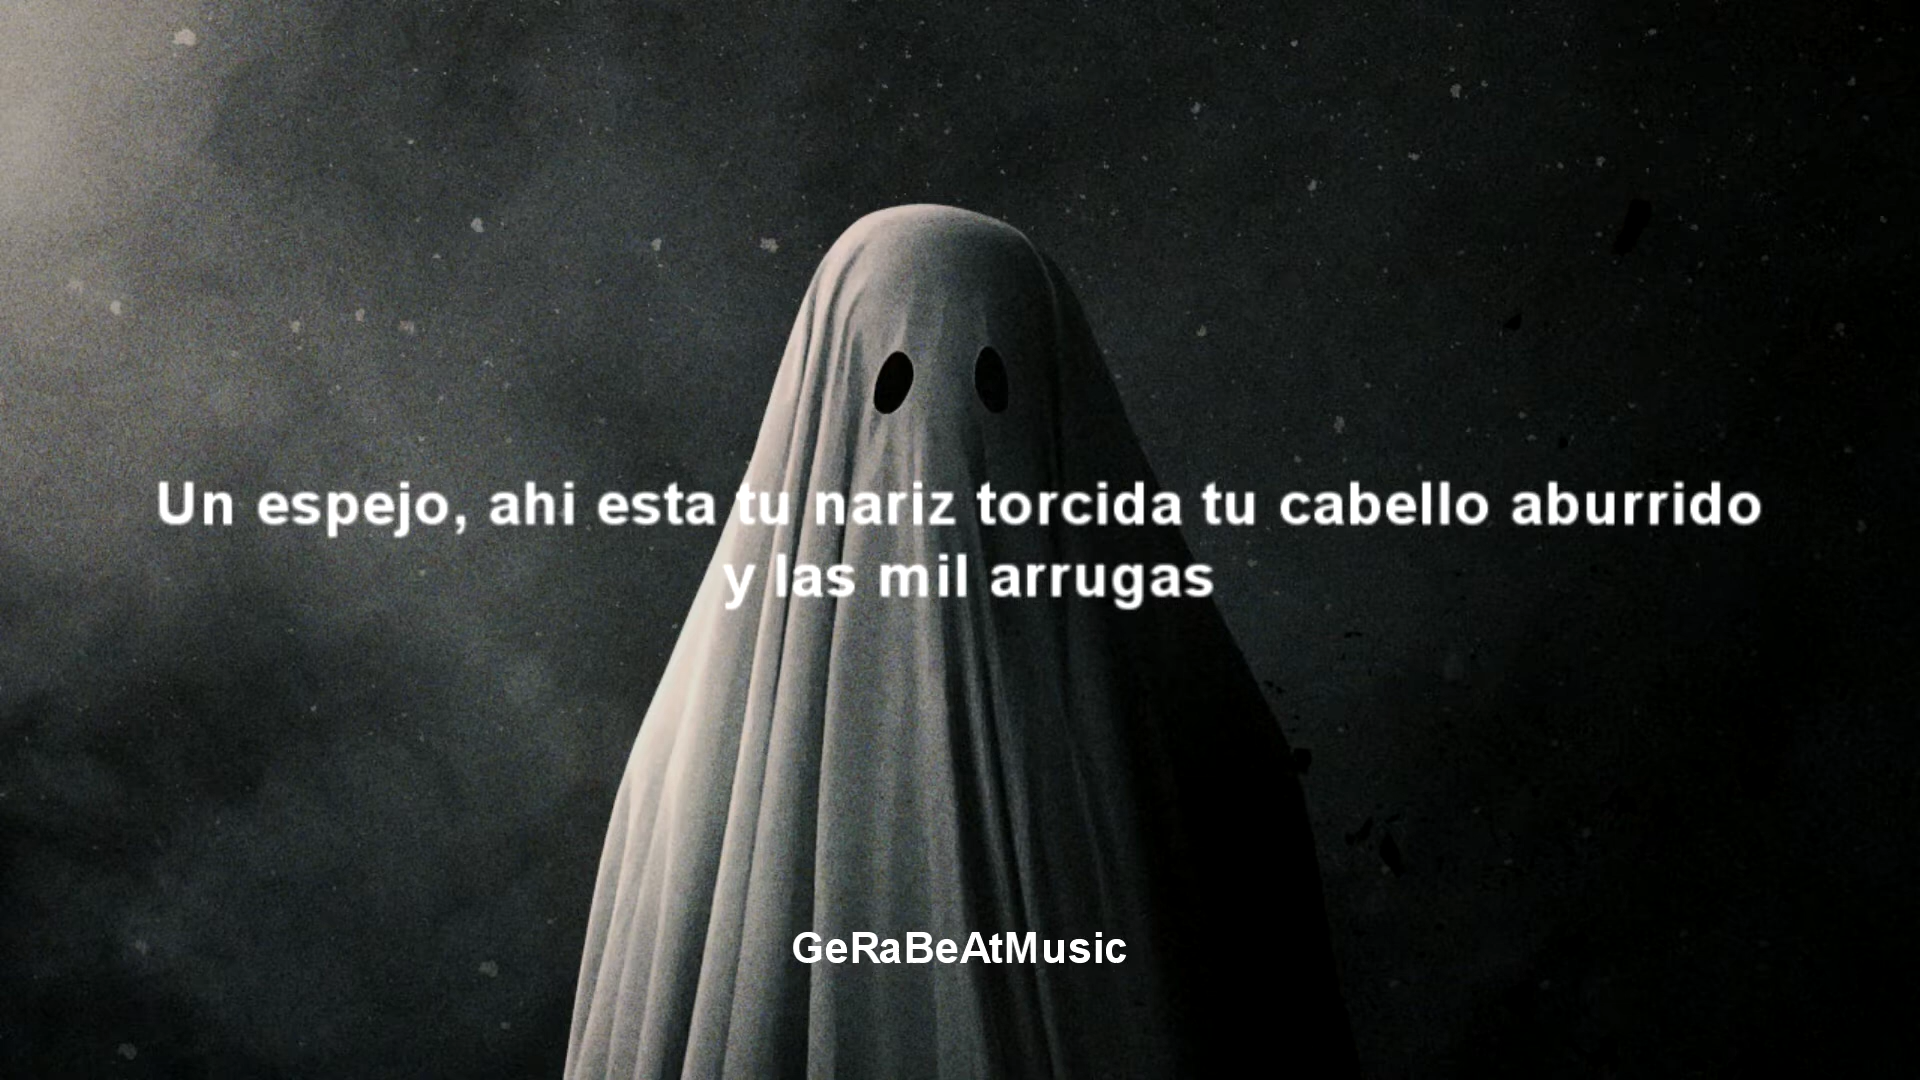 Un espejo, ahi esta tu nariz torcida tu cabello aburrido
y las mil arrugas
GeRaBeAtMusic